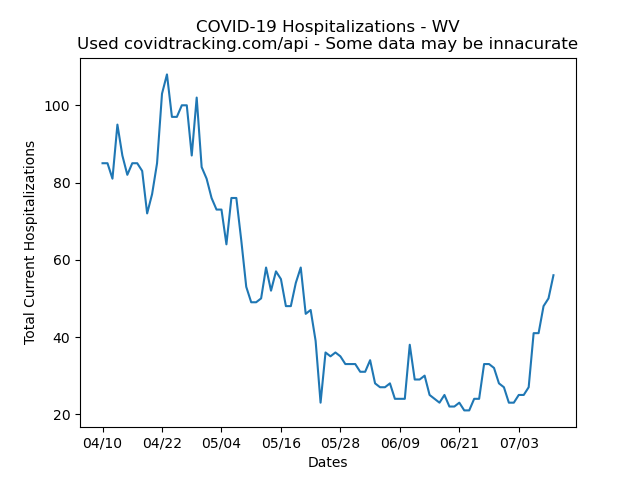 COVID-19 Hospitalizations - WV
Used covidtracking.com/api - Some data may be innacurate
100
80
60
40
20
Total Current Hospitalizations
04/10 04/22 05/04 05/16 05/28 06/09 06/21 07/03
Dates